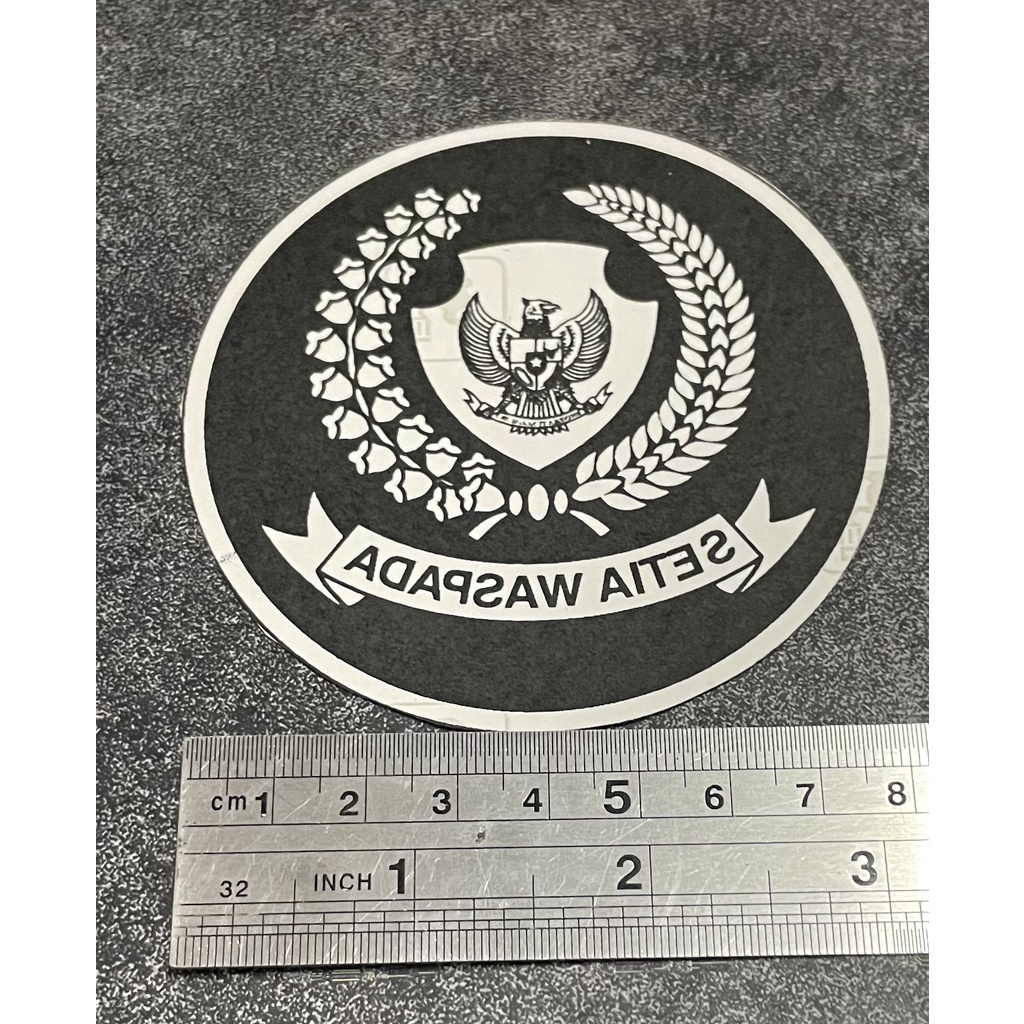 SETIA WASPADA
cm 1 2 3 4 5 6 7 8
32 INCH 1 2 3